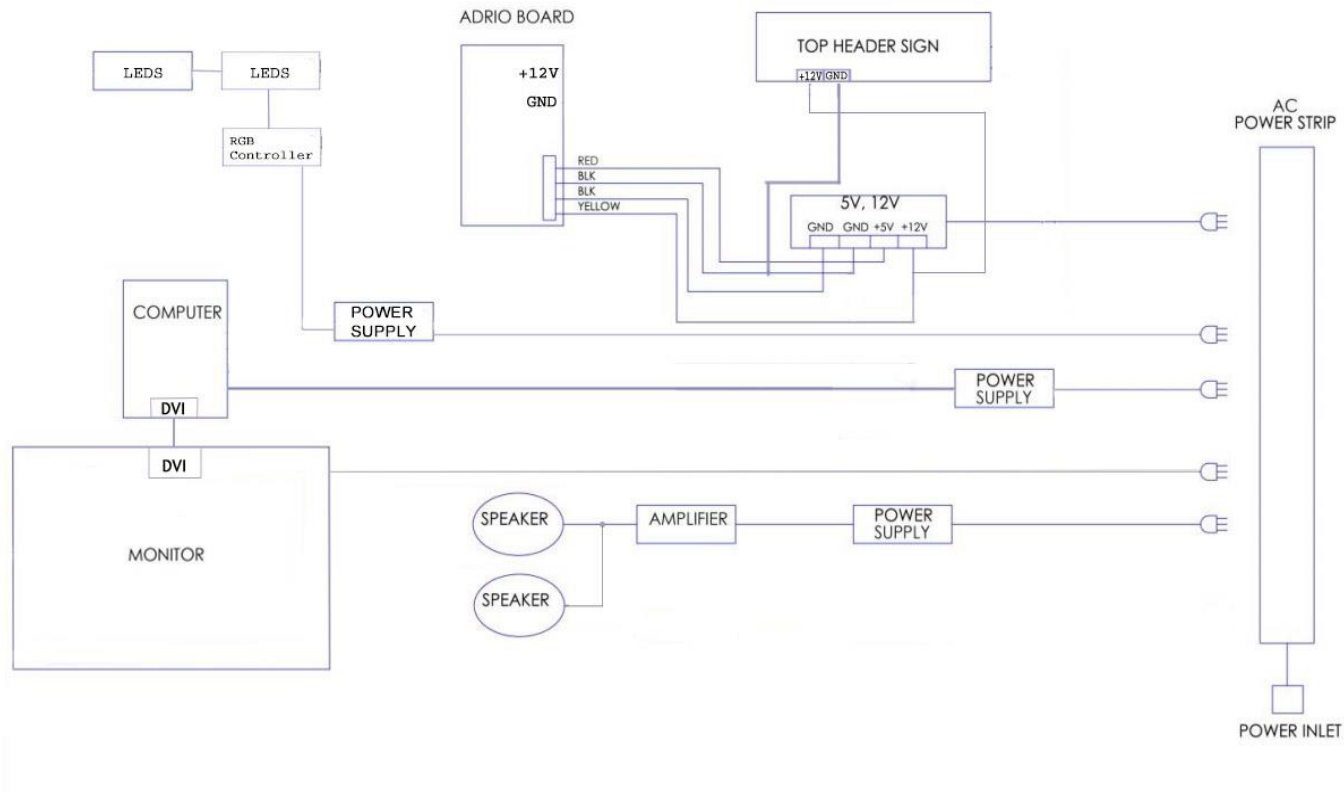 ADRIO BOARD
+12V
GND
RED
BLK
BLK
YELLOW
TOP HEADER SIGN
+12V GND
LEDS
LEDS
RGB
Controller
5V, 12V
GND GND +5V +12V
AC
POWER STRIP
COMPUTER
DVI
POWER
SUPPLY
POWER
SUPPLY
DVI
MONITOR
SPEAKER
SPEAKER
AMPLIFIER
POWER
SUPPLY
POWER INLET